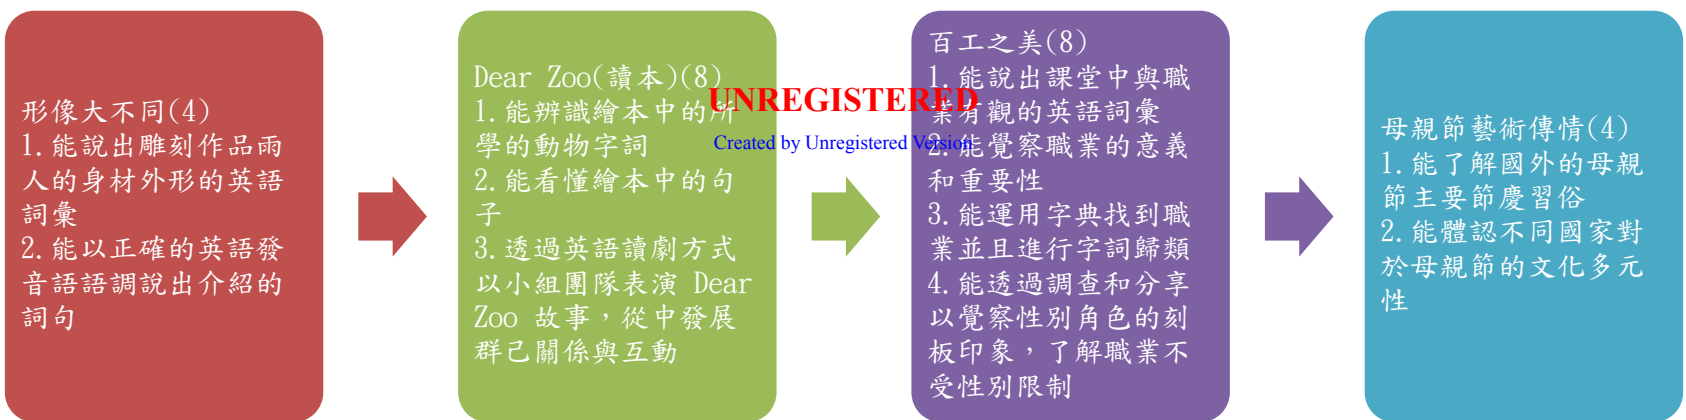 形像大不同(4)
1.能說出雕刻作品兩
人的身材外形的英語
詞彙
2.能以正確的英語發
音語語調說出介紹的
詞句
Dear Zoo(讀本)(8)
1.能辨識繪本中的所
學的動物字詞
2.能看懂繪本中的句
子
3.透過英語讀劇方式
以小組團隊表演 Dear
Zoo 故事，從中發展
群己關係與互動
百工之美(8)
1.能說出課堂中與職
業有觀的英語詞彙
2.能覺察職業的意義
和重要性
3.能運用字典找到職
業並且進行字詞歸類
4.能透過調查和分享
以覺察性別角色的刻
板印象，了解職業不
受性別限制
母親節藝術傳情(4)
1.能了解國外的母親
節主要節慶習俗
2.能體認不同國家對
於母親節的文化多元
性
UNREGISTERED
Created by Unregistered Version